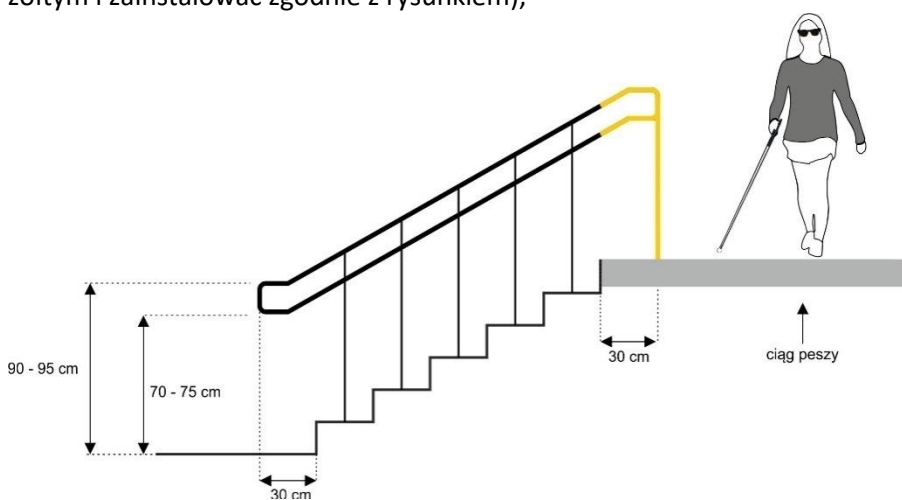 żółtym i zainstalować zgodnie z rysunkiem);
90 - 95 cm
70 - 75 cm
30 cm
30 cm
ciąg peszy